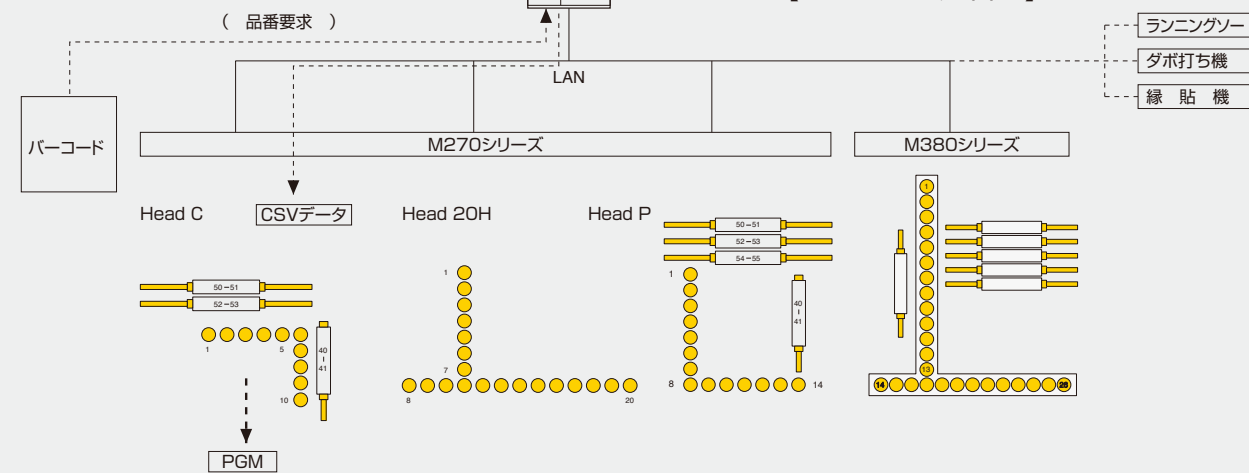 ( 品番要求 )
ランニングソー
ダボ打ち機
縁 貼 機
LAN
バーコード
M270シリーズ
M380シリーズ
Head C
CSVデータ
Head 20H
Head P
50-51
52-53
54-55
50-51
52-53
40-41
40-41
1
5
10
1
7
8
20
1
8
14
1
13
14
26
PGM